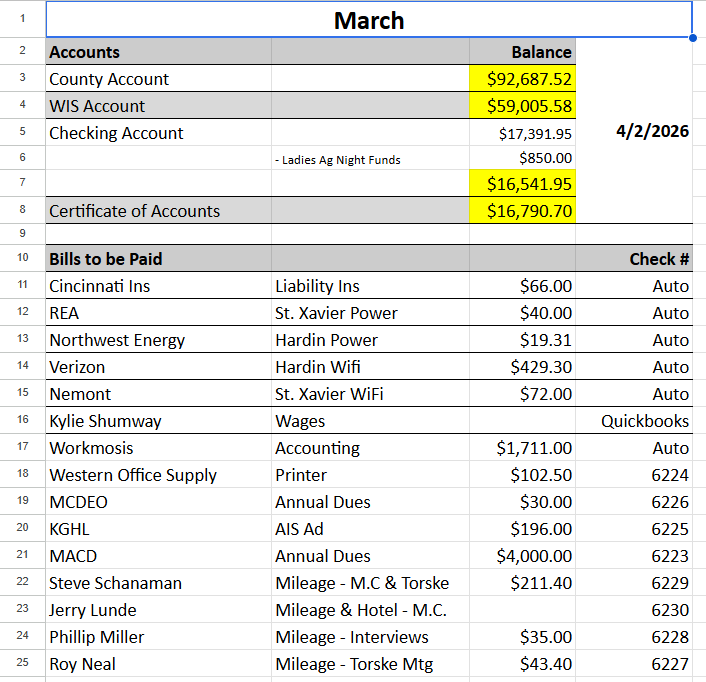 1 March
2 Accounts Balance
3 County Account $92,687.52
4 WIS Account $59,005.58
5 Checking Account $17,391.95 4/2/2026
6 - Ladies Ag Night Funds $850.00
7 $16,541.95
8 Certificate of Accounts $16,790.70
9
10 Bills to be Paid Check #
11 Cincinnati Ins Liability Ins $66.00 Auto
12 REA St. Xavier Power $40.00 Auto
13 Northwest Energy Hardin Power $19.31 Auto
14 Verizon Hardin Wifi $429.30 Auto
15 Nemont St. Xavier WiFi $72.00 Auto
16 Kylie Shumway Wages Quickbooks
17 Workmosis Accounting $1,711.00 Auto
18 Western Office Supply Printer $102.50 6224
19 MCDEO Annual Dues $30.00 6226
20 KGHL AIS Ad $196.00 6225
21 MACD Annual Dues $4,000.00 6223
22 Steve Schanaman Mileage - M.C & Torske $211.40 6229
23 Jerry Lunde Mileage & Hotel - M.C. 6230
24 Phillip Miller Mileage - Interviews $35.00 6228
25 Roy Neal Mileage - Torske Mtg $43.40 6227